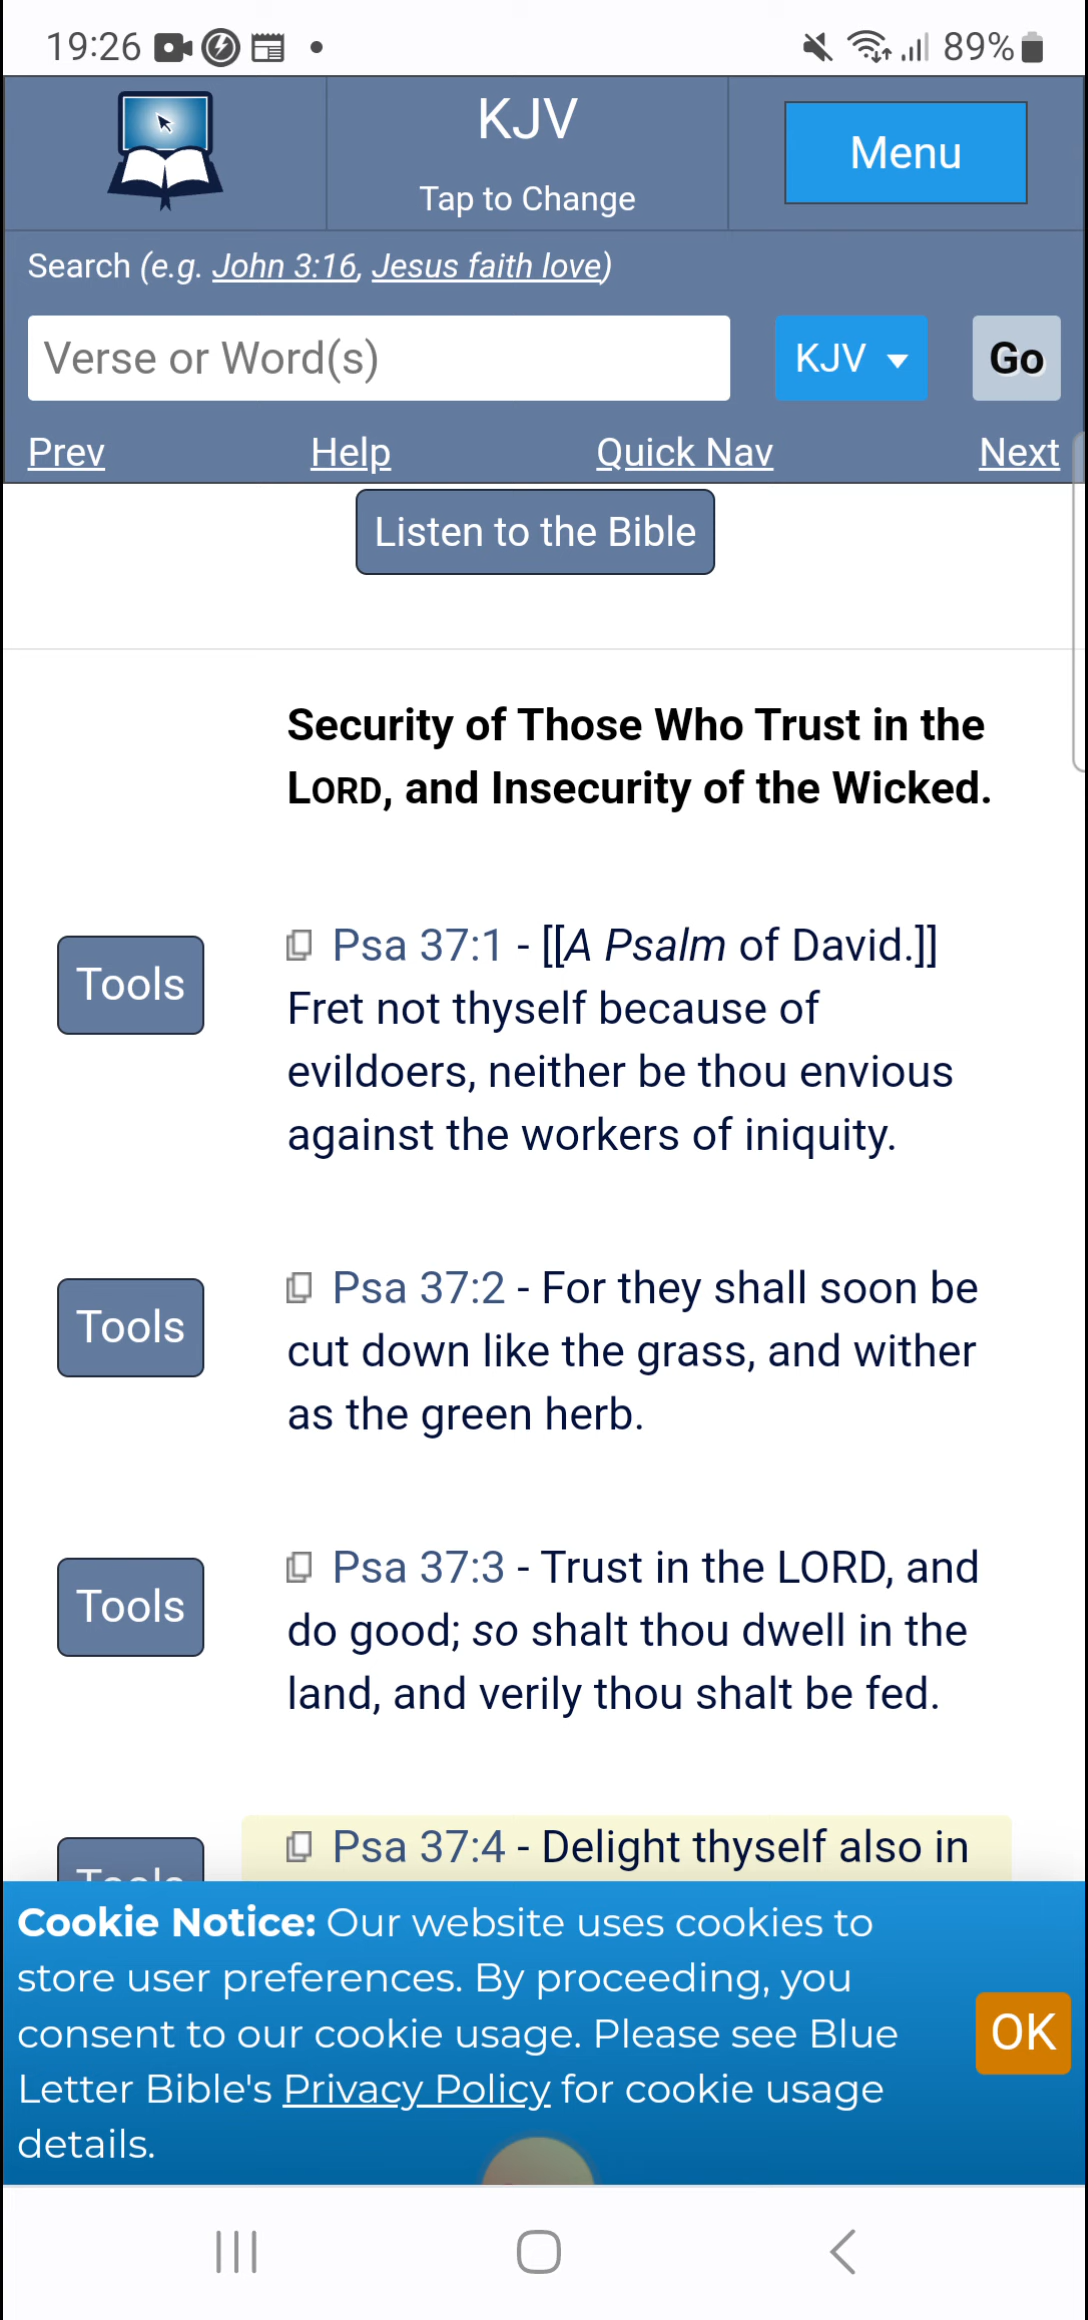 19:26 89%
KJV
Tap to Change
Menu
Search (e.g. John 3:16, Jesus faith love)
Verse or Word(s) KJV Go
Prev Help Quick Nav Next
Listen to the Bible
Security of Those Who Trust in the
LORD, and Insecurity of the Wicked.
Tools
Psa 37:1 - [[A Psalm of David.]]
Fret not thyself because of
evildoers, neither be thou envious
against the workers of iniquity.
Tools
Psa 37:2 - For they shall soon be
cut down like the grass, and wither
as the green herb.
Tools
Psa 37:3 - Trust in the LORD, and
do good; so shalt thou dwell in the
land, and verily thou shalt be fed.
Tools
Psa 37:4 - Delight thyself also in
Cookie Notice: Our website uses cookies to
store user preferences. By proceeding, you
consent to our cookie usage. Please see Blue
Letter Bible's Privacy Policy for cookie usage
details.
OK